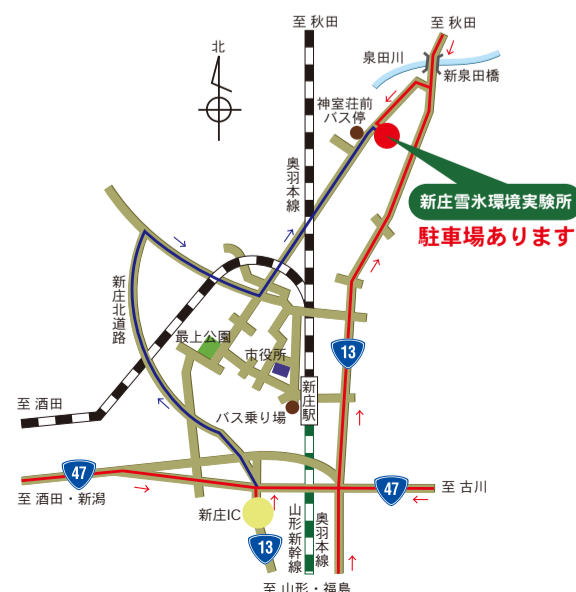 至 秋田
至 秋田
北
泉田川
新泉田橋
神室荘前
バス停
奥羽本線
新庄雪氷環境実験所
駐車場あります
新庄北道路
13
最上公園
市役所
新庄駅
至 酒田
バス乗り場
47
47
至 古川
至 酒田・新潟
新庄IC
13
山形新幹線
奥羽本線
至 山形・福島